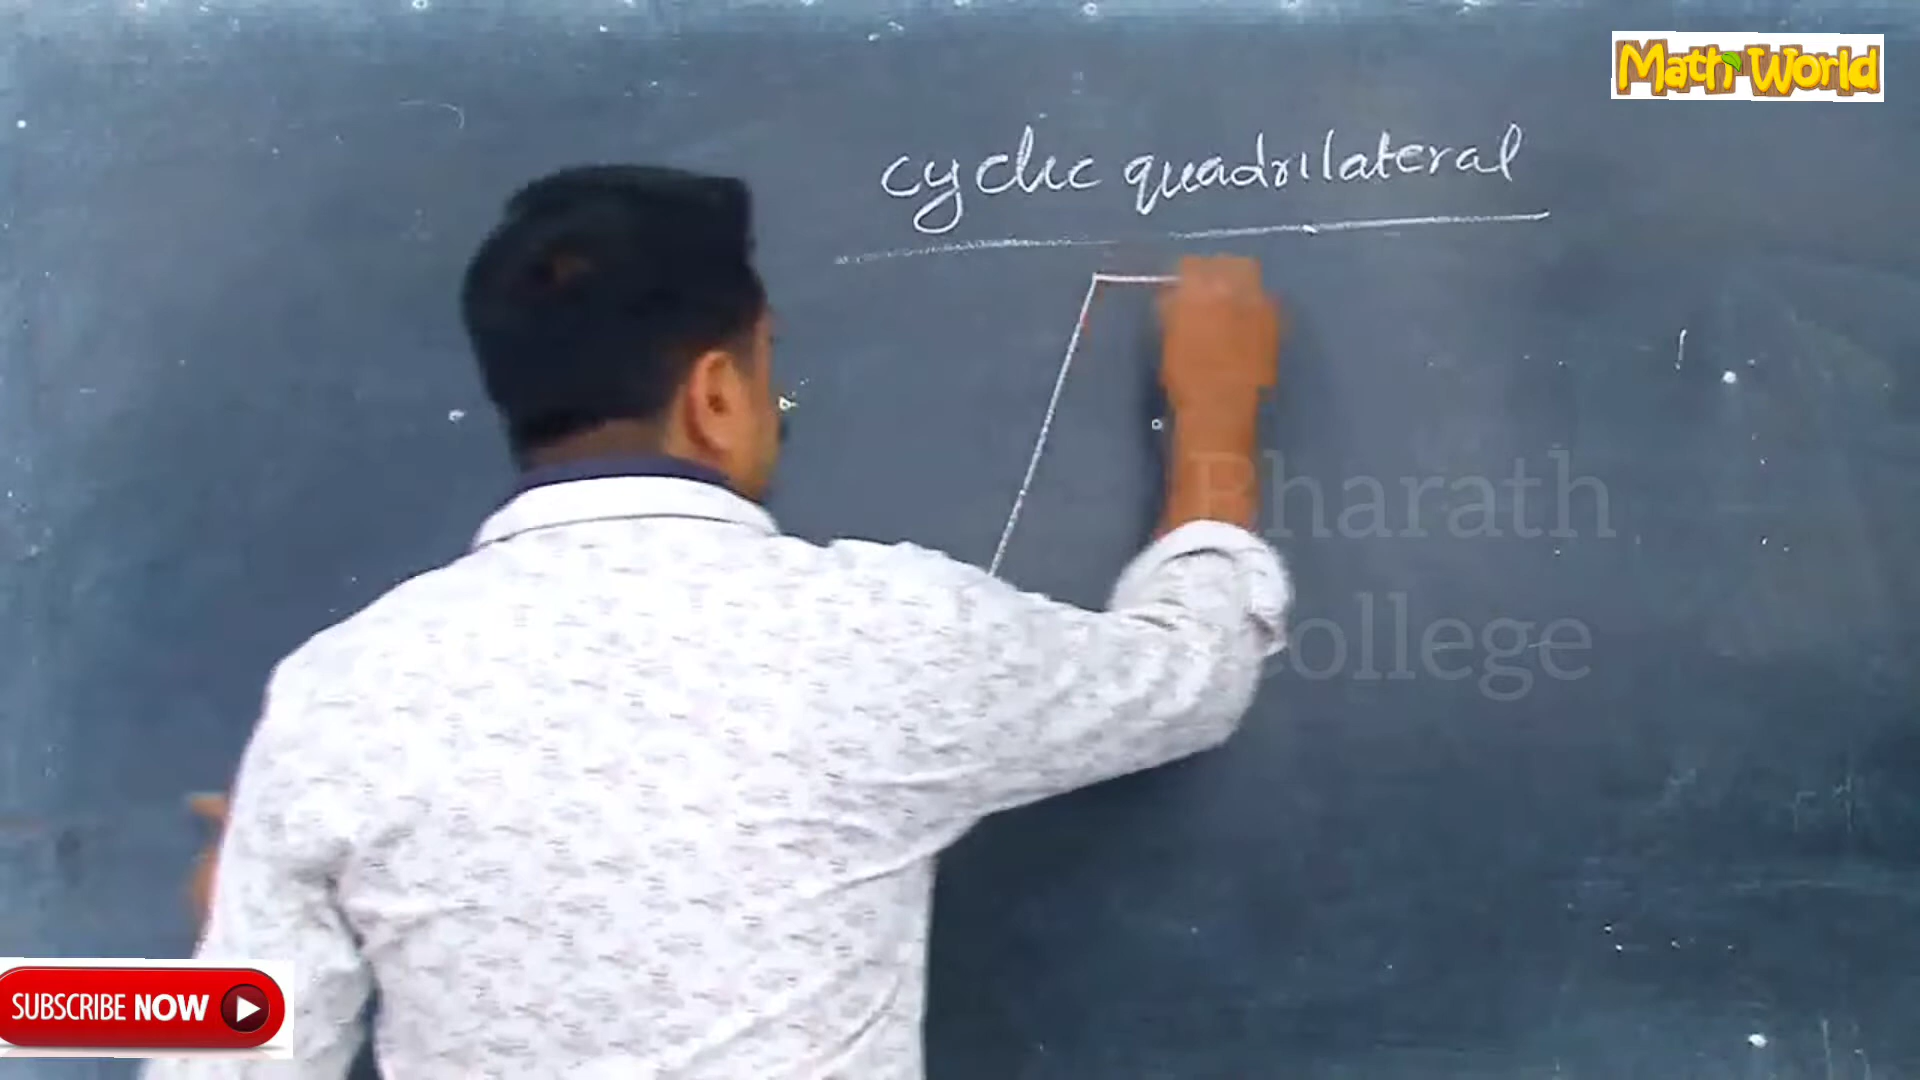 Math World
cyclic quadrilateral
Bharath
College
SUBSCRIBE NOW